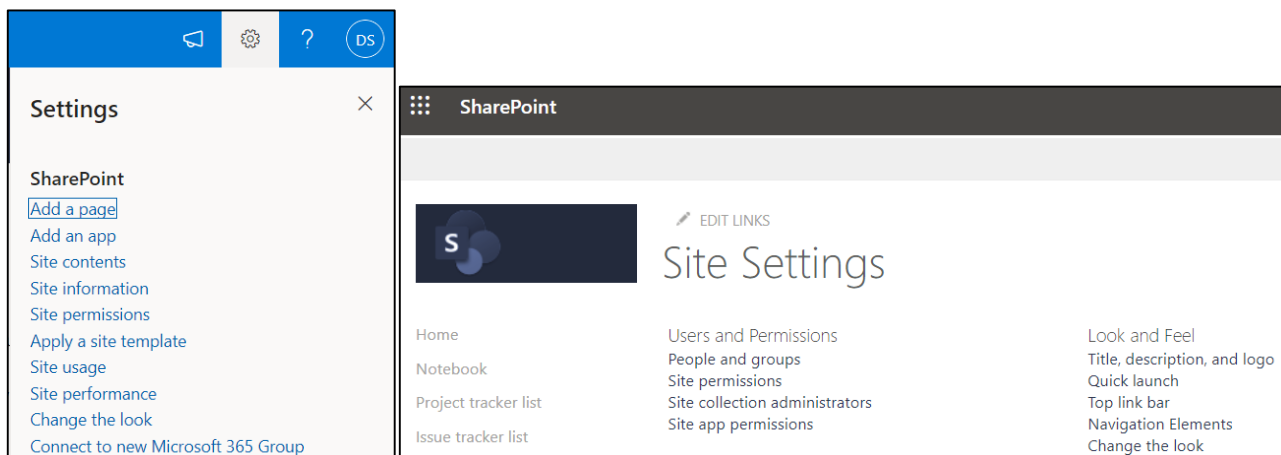 ?
DS
Settings
SharePoint
Add a page
Add an app
Site contents
Site information
Site permissions
Apply a site template
Site usage
Site performance
Change the look
Connect to new Microsoft 365 Group
SharePoint
S
EDIT LINKS
Site Settings
Home
Notebook
Project tracker list
Issue tracker list
Users and Permissions
People and groups
Site permissions
Site collection administrators
Site app permissions
Look and Feel
Title, description, and logo
Quick launch
Top link bar
Navigation Elements
Change the look